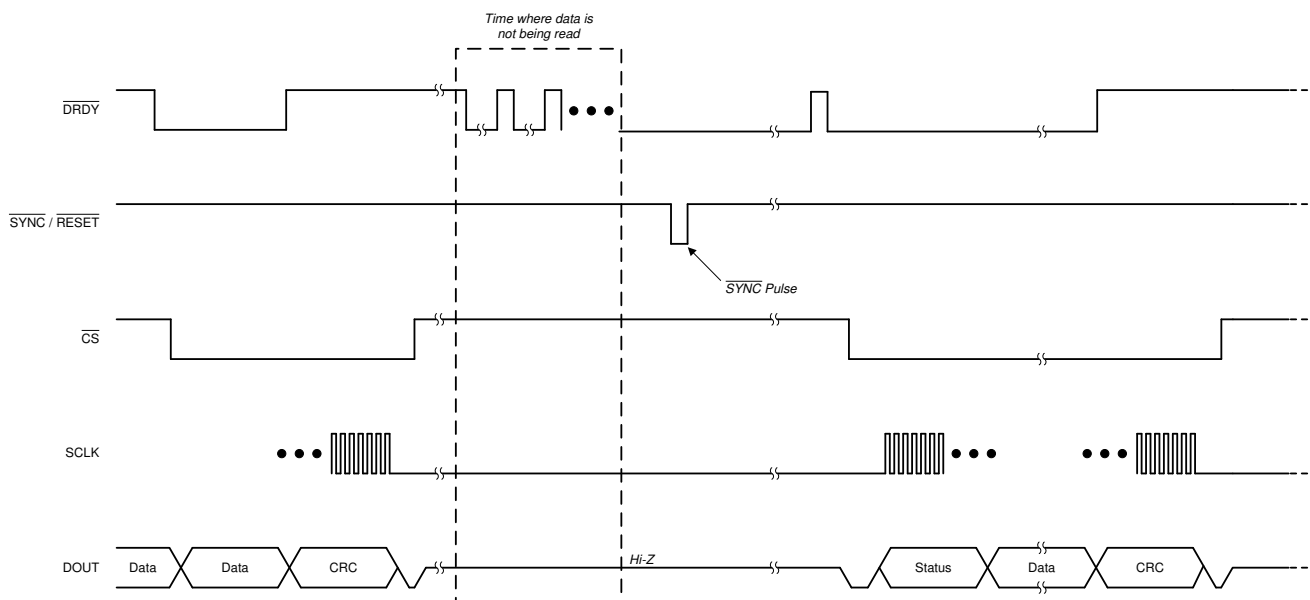 Time where data is
not being read
DRDY
SYNC / RESET
SYNC Pulse
CS
SCLK
Hi-Z
DOUT
Data
Data
CRC
Status
Data
CRC